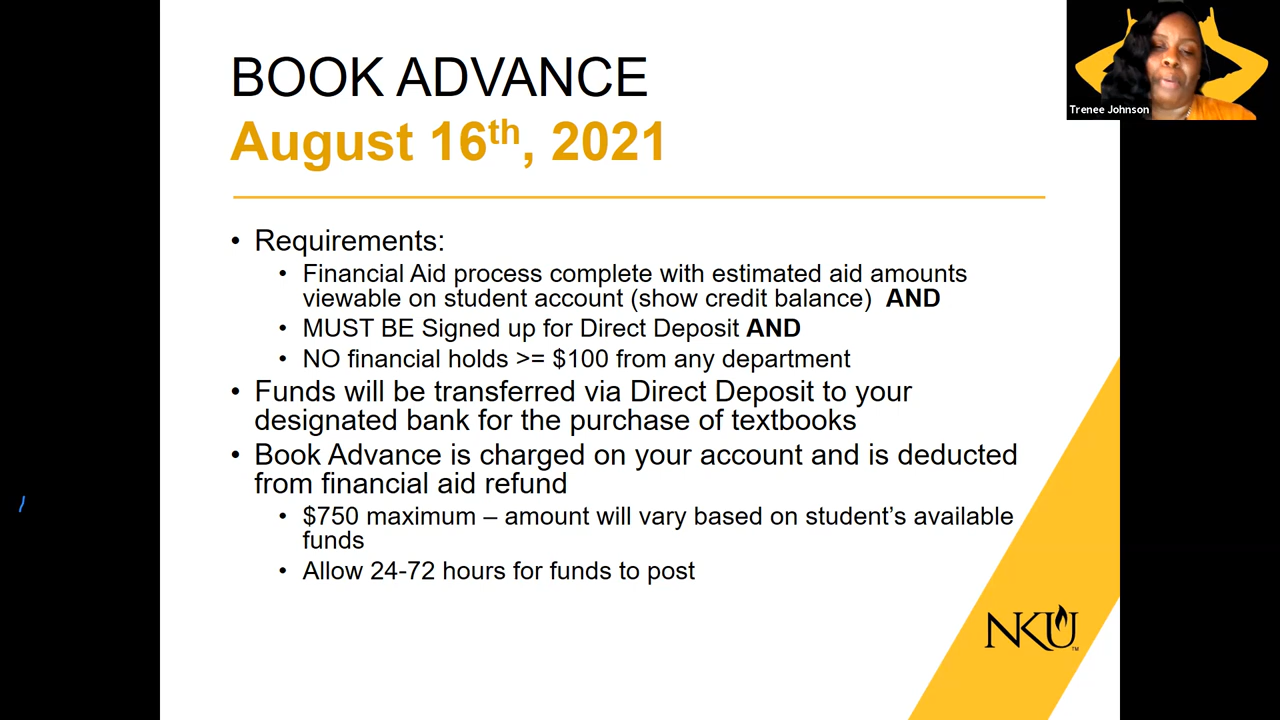 BOOK ADVANCE
August 16th, 2021
• Requirements:
• Financial Aid process complete with estimated aid amounts
viewable on student account (show credit balance) AND
• MUST BE Signed up for Direct Deposit AND
• NO financial holds >= $100 from any department
• Funds will be transferred via Direct Deposit to your
designated bank for the purchase of textbooks
• Book Advance is charged on your account and is deducted
from financial aid refund
• $750 maximum – amount will vary based on student’s available
funds
• Allow 24-72 hours for funds to post
NKU™
Trenee Johnson